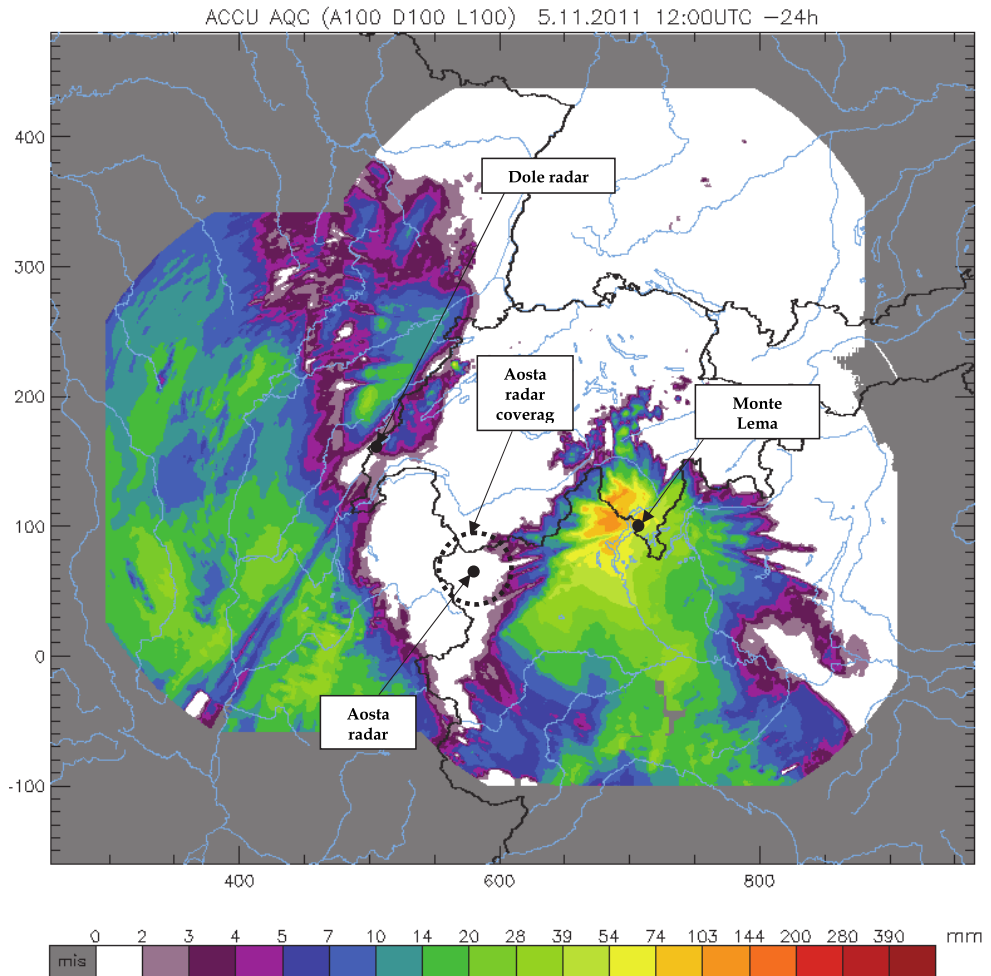 ACCU AQC (A100 D100 L100) 5.11.2011 12:00UTC −24h
400
300
200
100
0
-100
Dole radar
Aosta
radar
coverag
Monte
Lema
Aosta
radar
400 600 800
mis 0 2 3 4 5 7 10 14 20 28 39 54 74 103 144 200 280 390 mm